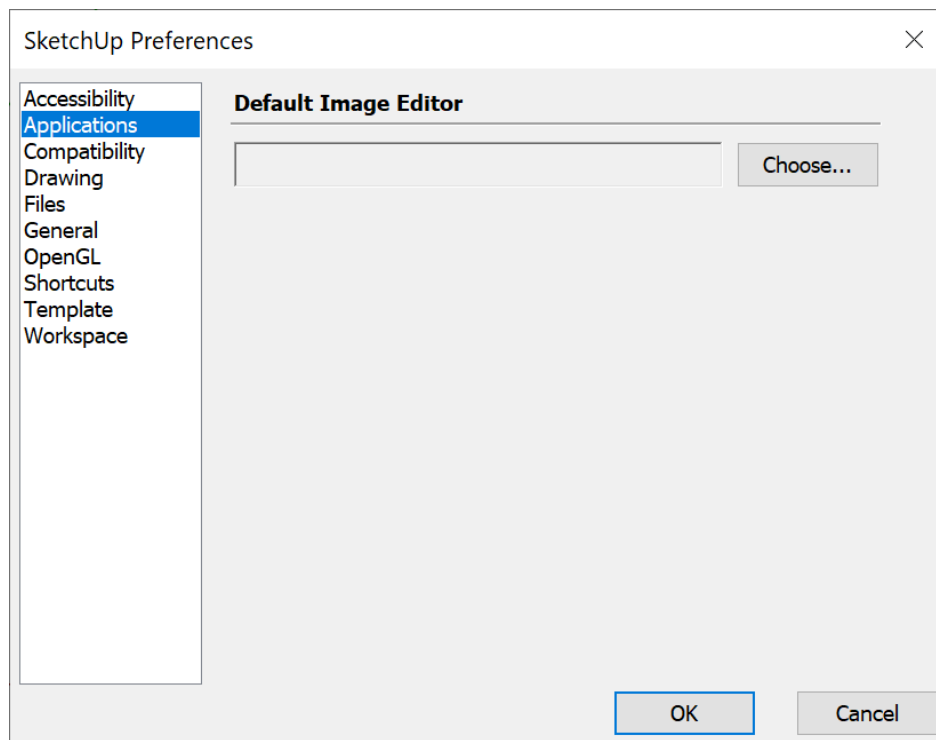 SketchUp Preferences
Accessibility
Applications
Compatibility
Drawing
Files
General
OpenGL
Shortcuts
Template
Workspace
Default Image Editor
Choose...
OK
Cancel